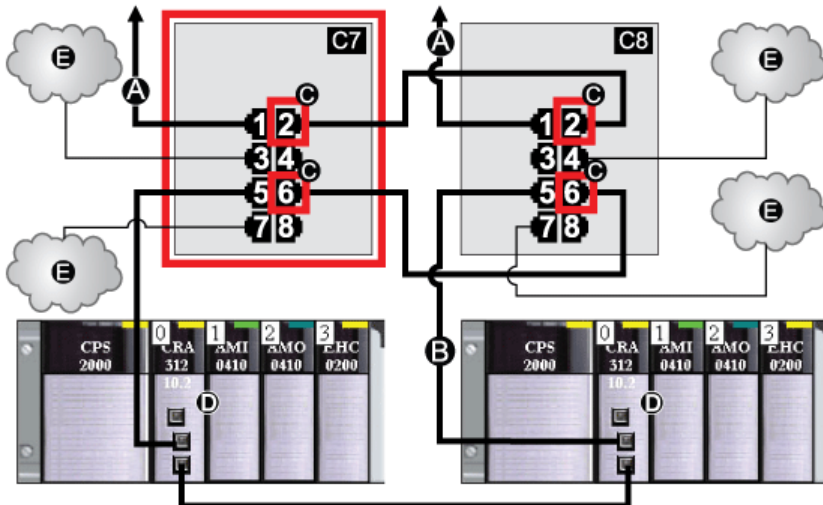 E A C7 A C8 E
C C
1 2 1 2
3 4 3 4
C C
5 6 5 6
7 8 7 8
E E
0 1 2 3 0 1 2 3
CPS 2000 CRA 312 10.2 AMI 0410 AMO 0410 EHC 0200
B
CPS 2000 CRA 312 10.2 AMI 0410 AMO 0410 EHC 0200
D D